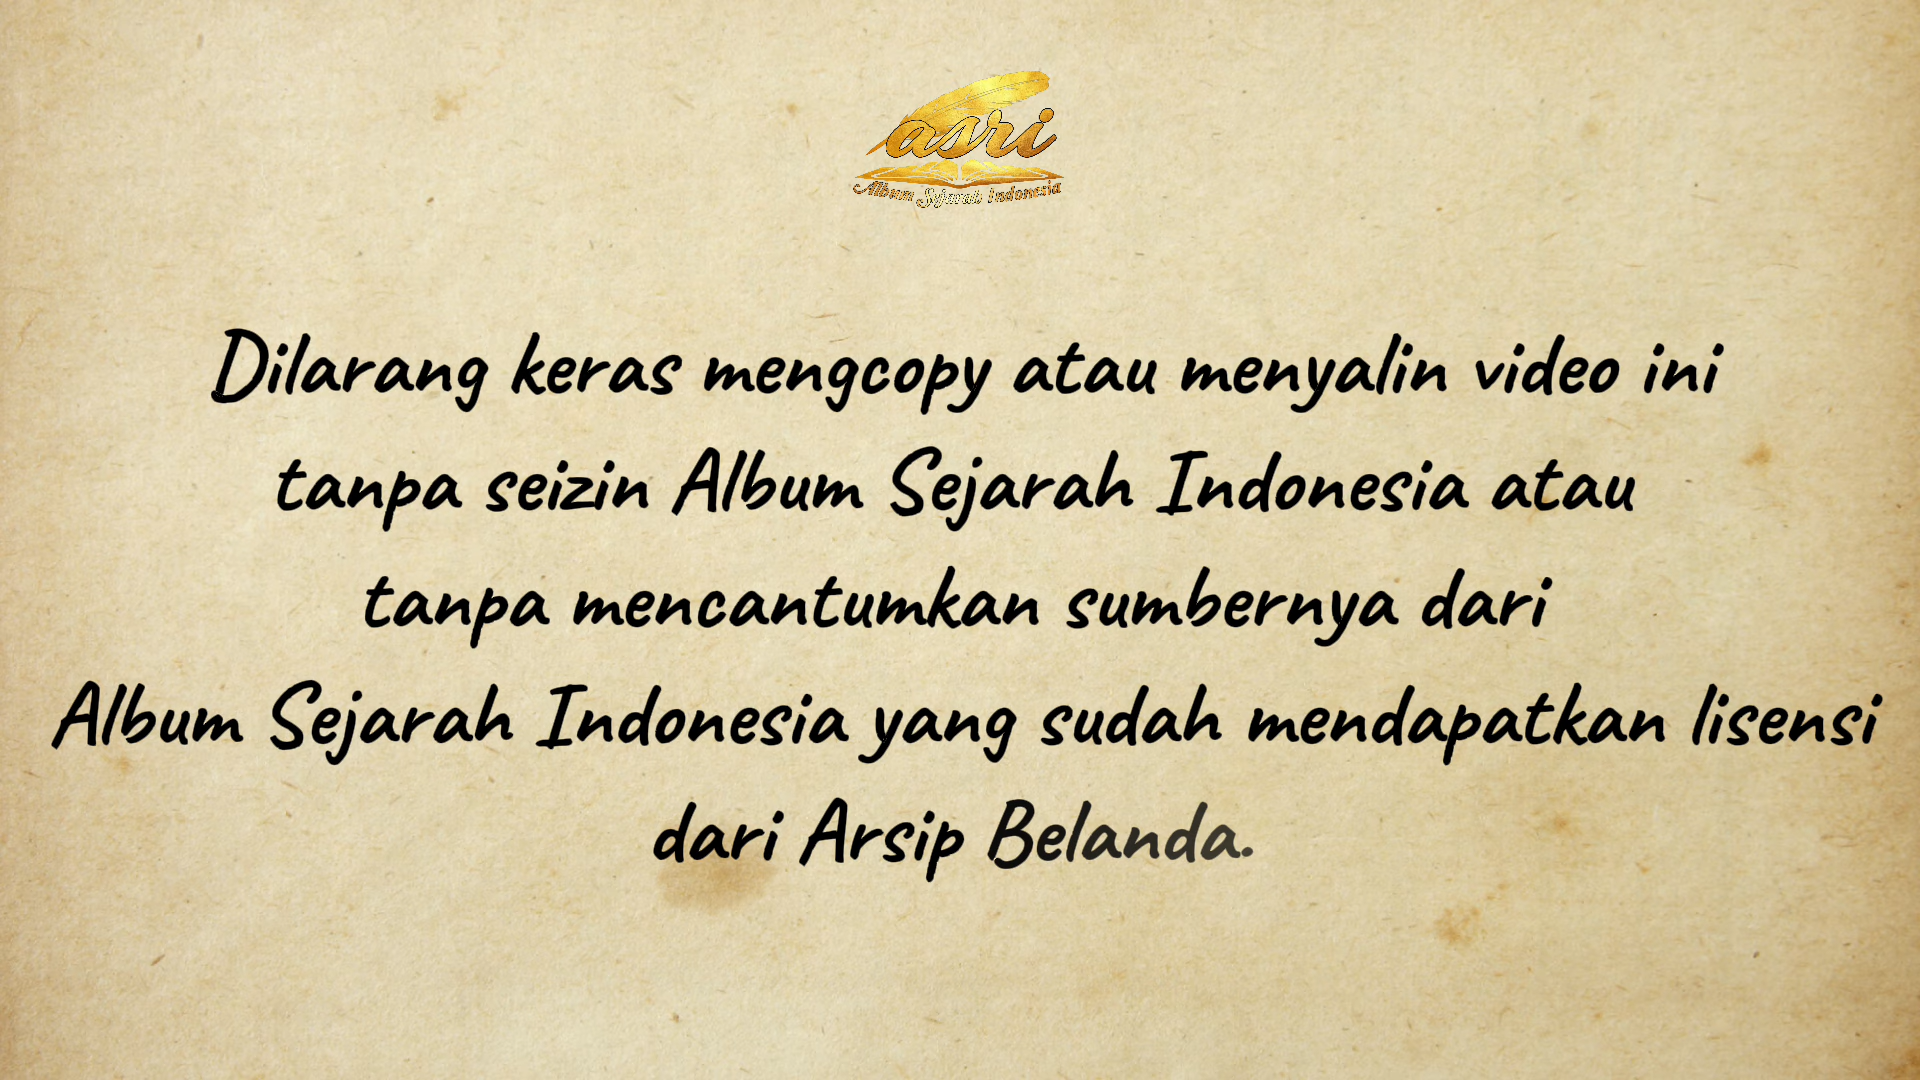 asri
Album Sejarah Indonesia
Dilarang keras mengcopy atau menyalin video ini
tanpa seizin Album Sejarah Indonesia atau
tanpa mencantumkan sumbernya dari
Album Sejarah Indonesia yang sudah mendapatkan lisensi
dari Arsip Belanda.